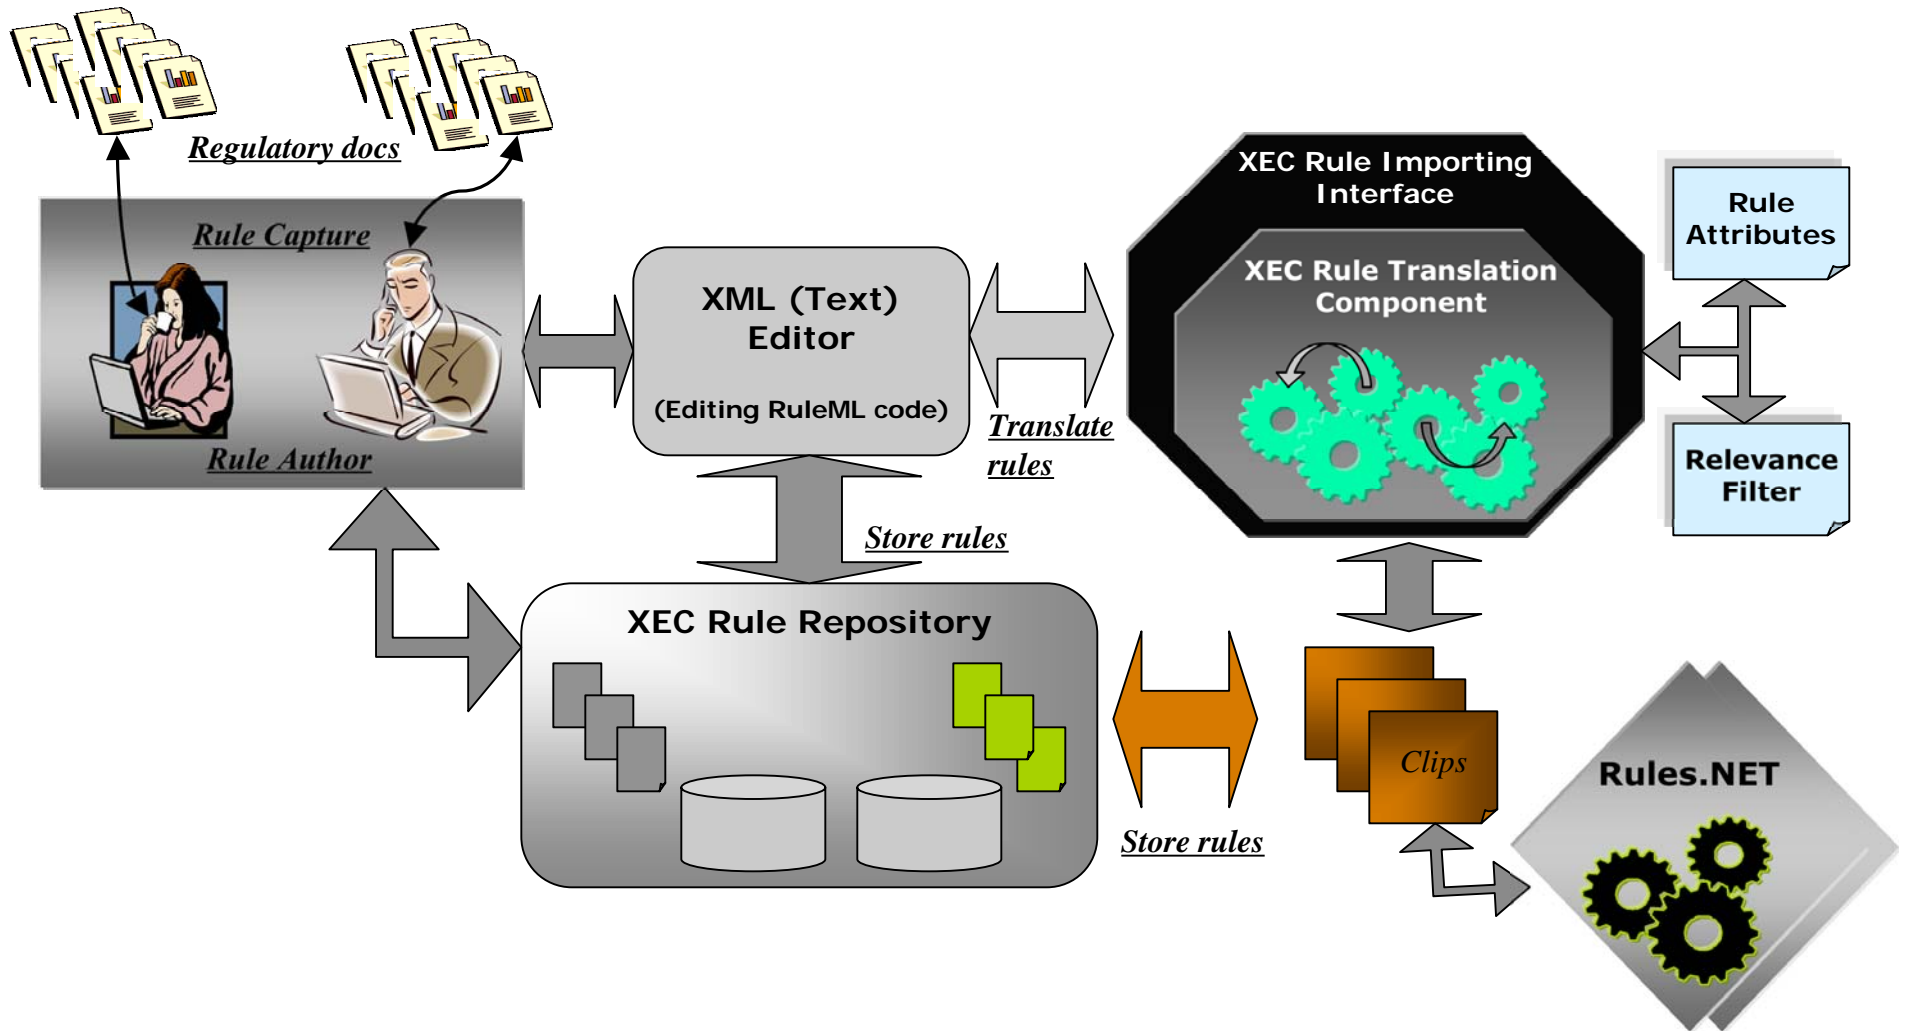 Regulatory docs
Rule Capture
Rule Author
XML (Text)
Editor
(Editing RuleML code)
Translate
rules
XEC Rule Importing
Interface
XEC Rule Translation
Component
Rule
Attributes
Relevance
Filter
Store rules
XEC Rule Repository
Store rules
Clips
Rules.NET